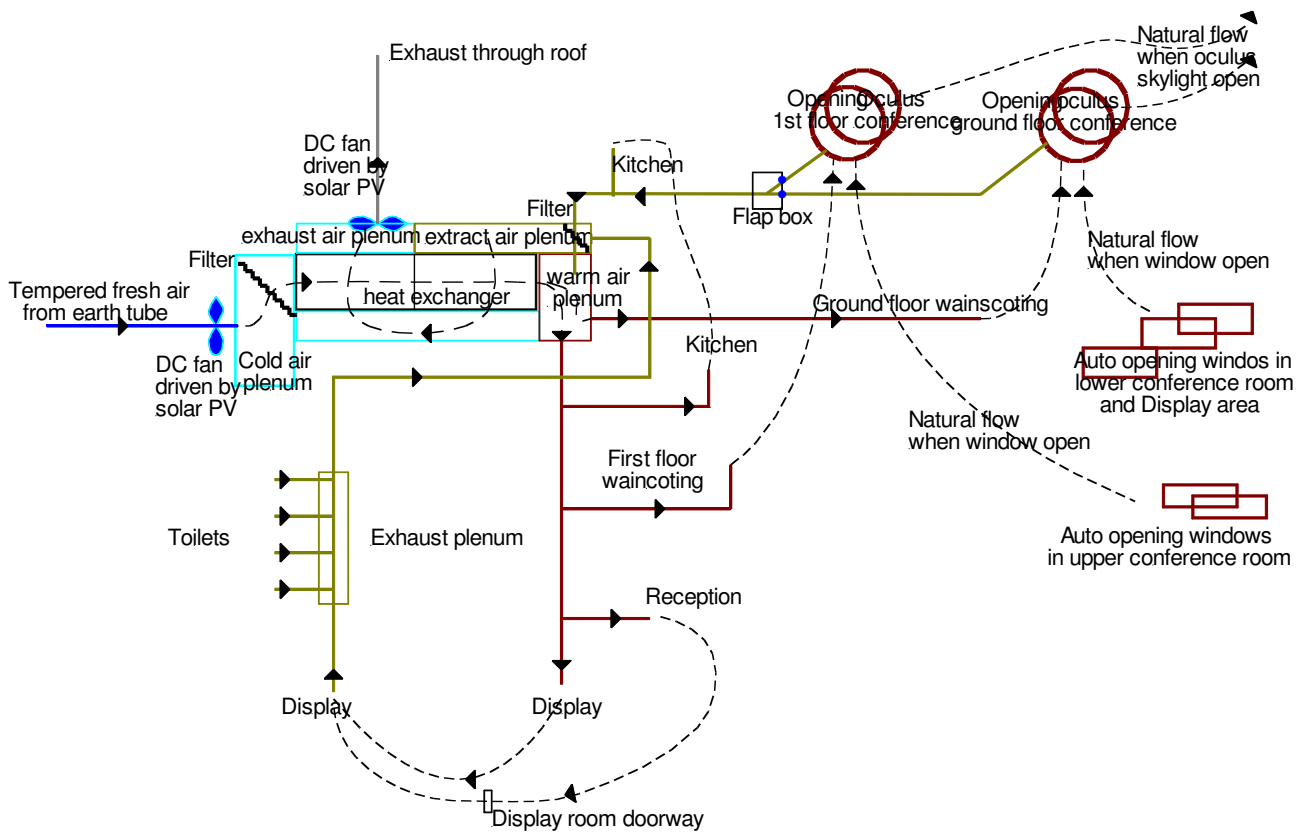 Exhaust through roof
Natural flow
when oculus
skylight open
Opening Oculus
1st floor conference
Opening oculus
ground floor conference
DC fan
driven by
solar PV
Kitchen
Filter
Flap box
exhaust air plenum
extract air plenum
Natural flow
when window open
Filter
warm air
plenum
heat exchanger
Tempered fresh air
from earth tube
Ground floor wainscoting
Kitchen
DC fan
driven by
solar PV
Cold air
plenum
Auto opening windos in
lower conference room
and Display area
Natural flow
when window open
First floor
waincoting
Toilets
Exhaust plenum
Auto opening windows
in upper conference room
Reception
Display
Display
Display room doorway